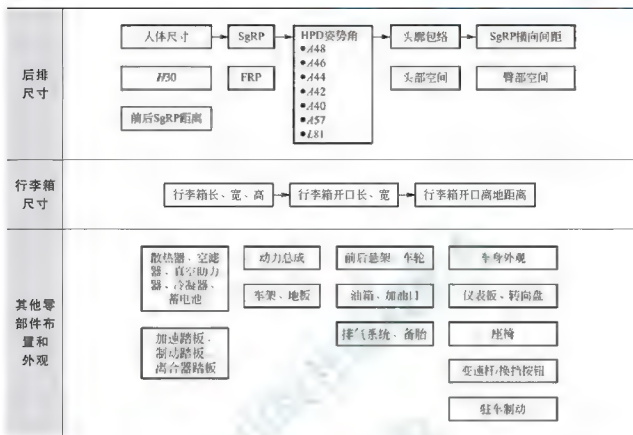 后排
尺寸
人体尺寸
SgRP
HPD姿势角
•A48
•A46
•A44
•A42
•A40
•A57
•L81
头廓包络
SgRP横向间距
H30
FRP
头部空间
臀部空间
前后SgRP距离
行李箱
尺寸
行李箱长、宽、高
行李箱开口长、宽
行李箱开口离地距离
其他零
部件布
置和
外观
散热器、空滤
器、真空助力
器、冷凝器、
蓄电池
动力总成
前后悬架、车轮
车身外观
车架、地板
油箱、加油口
仪表板、转向盘
加速踏板、
制动踏板、
离合器踏板
排气系统、备胎
座椅
变速杆/换挡按钮
驻车制动